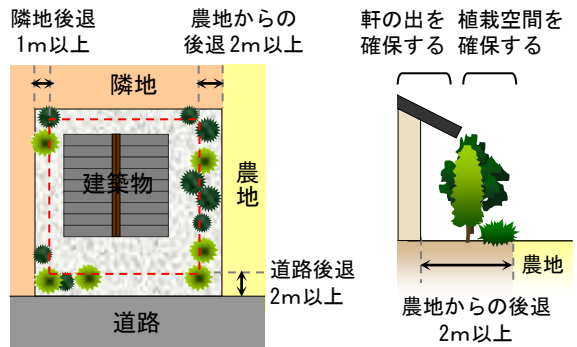 隣地後退
1m以上
農地からの
後退2m以上
隣地
建築物
農地
道路後退
2m以上
道路
軒の出を
確保する
植栽空間を
確保する
農地
農地からの後退
2m以上